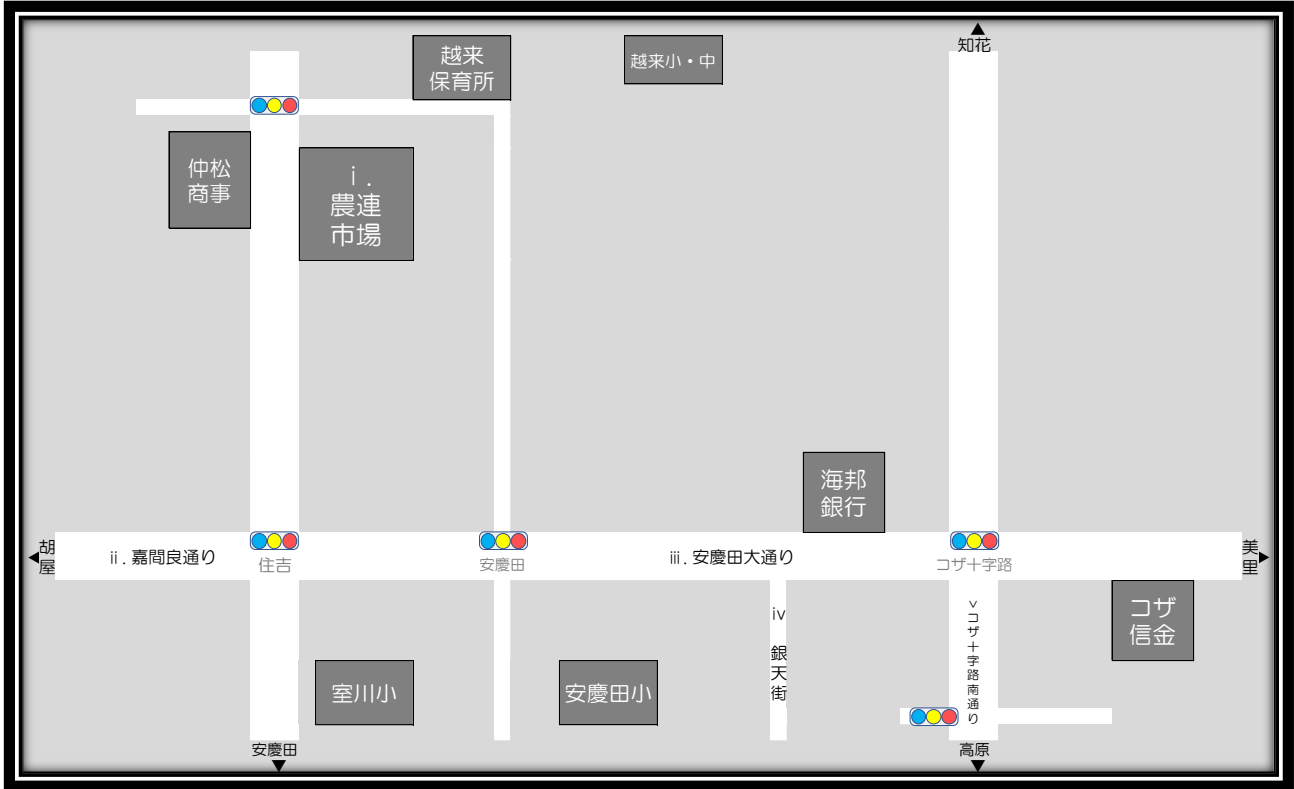 越来
保育所
越来小・中
知花
仲松
商事
ⅰ.
農連
市場
海邦
銀行
胡屋
ⅱ. 嘉間良通り
住吉
安慶田
ⅲ. 安慶田大通り
コザ十字路
美里
コザ
信金
ⅳ 銀天街
>コザ十字路南通り
室川小
安慶田小
安慶田
高原